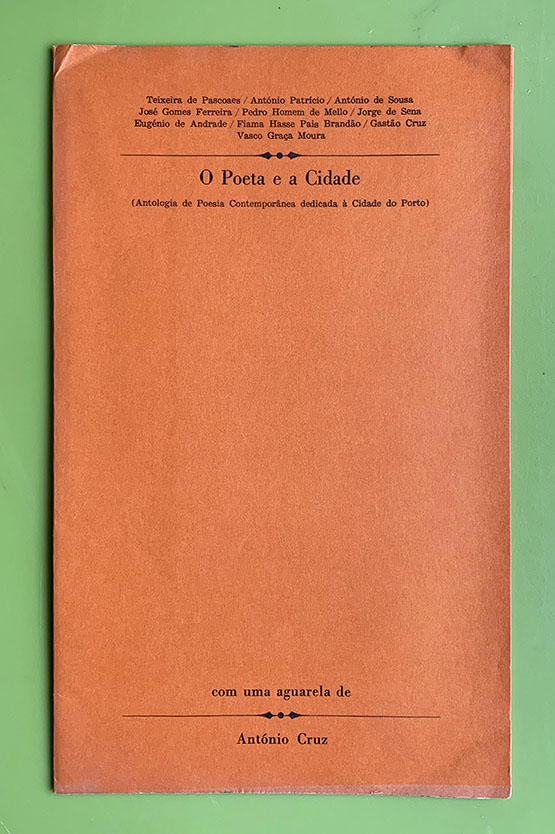 Teixeira de Pascoaes / António Patrício / António de Sousa
José Gomes Ferreira / Pedro Homem de Mello / Jorge de Sena
Eugénio de Andrade / Fiama Hasse Pais Brandão / Gastão Cruz
Vasco Graça Moura
O Poeta e a Cidade
(Antologia de Poesia Contemporânea dedicada à Cidade do Porto)
com uma aguarela de
António Cruz